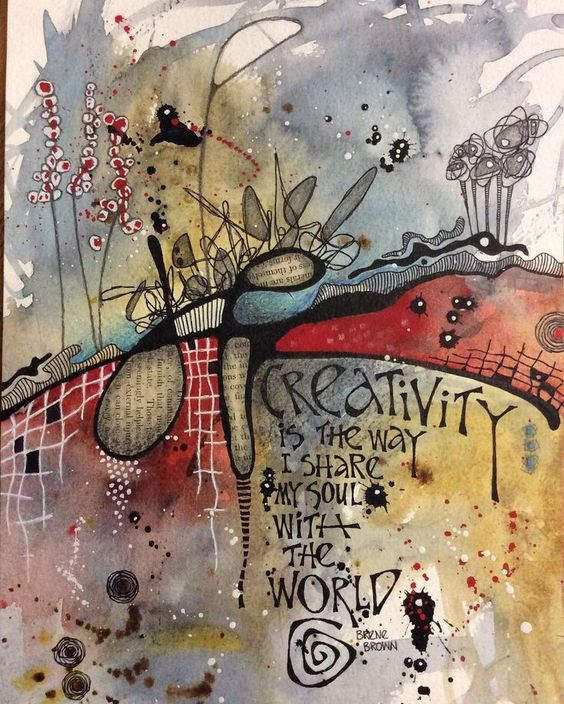 CREATIVITY
IS THE WAY
I SHARE
MY SOUL
WITH
THE
WORLD
BRENE
BROWN